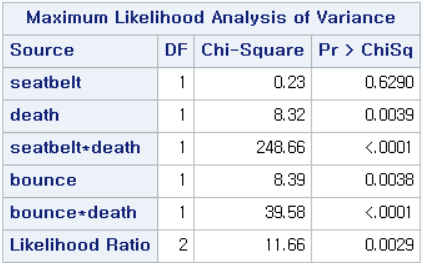 Maximum Likelihood Analysis of Variance
Source DF Chi-Square Pr > ChiSq
seatbelt 1 0.23 0.6290
death 1 8.32 0.0039
seatbelt*death 1 248.66 <.0001
bounce 1 8.39 0.0038
bounce*death 1 39.58 <.0001
Likelihood Ratio 2 11.66 0.0029